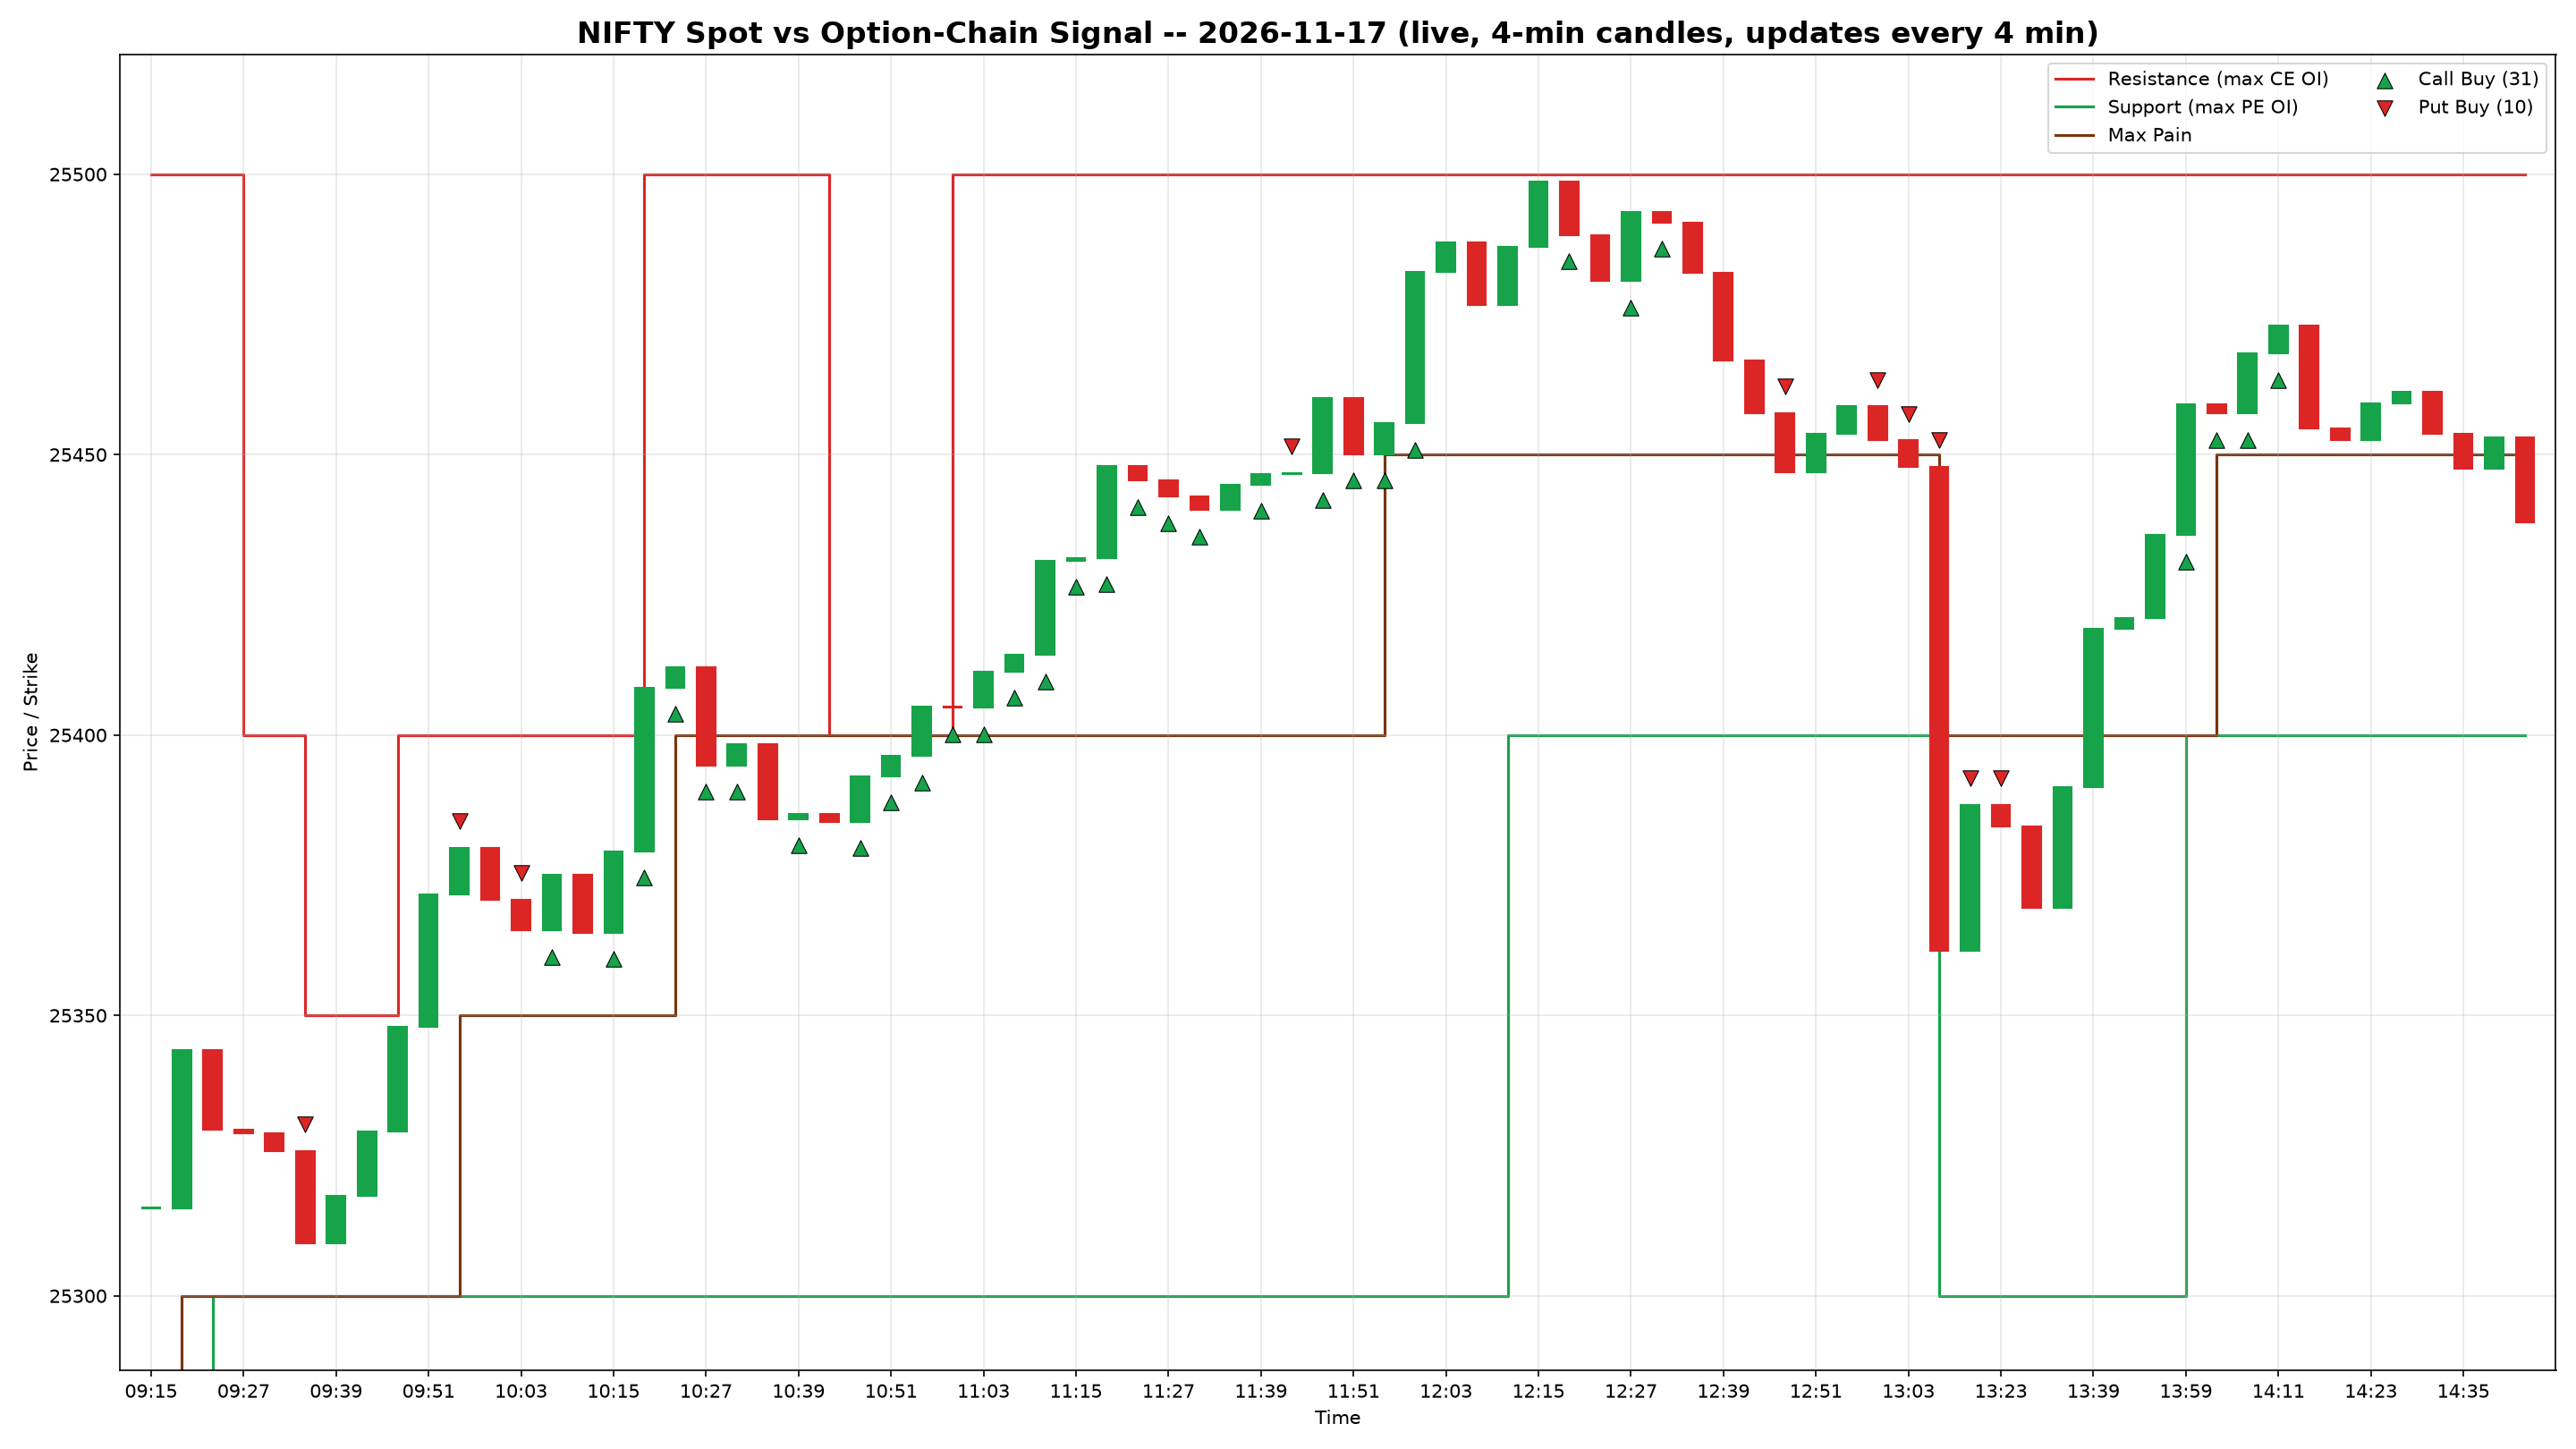 NIFTY Spot vs Option-Chain Signal -- 2026-11-17 (live, 4-min candles, updates every 4 min)
Resistance (max CE OI)
Support (max PE OI)
Max Pain
Call Buy (31)
Put Buy (10)
Price / Strike
25500
25450
25400
25350
25300
09:15 09:27 09:39 09:51 10:03 10:15 10:27 10:39 10:51 11:03 11:15 11:27 11:39 11:51 12:03 12:15 12:27 12:39 12:51 13:03 13:23 13:39 13:59 14:11 14:23 14:35
Time